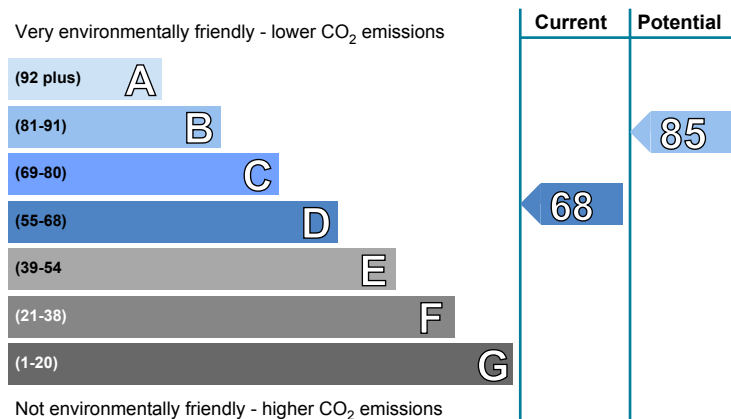 Very environmentally friendly - lower CO₂ emissions
Current
Potential
(92 plus) A
(81-91) B
(69-80) C
(55-68) D
(39-54 E
(21-38) F
(1-20) G
68
85
Not environmentally friendly - higher CO₂ emissions